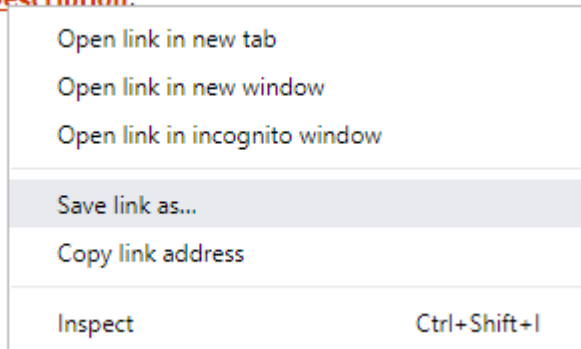 Description.
Open link in new tab
Open link in new window
Open link in incognito window
Save link as...
Copy link address
Inspect Ctrl+Shift+I